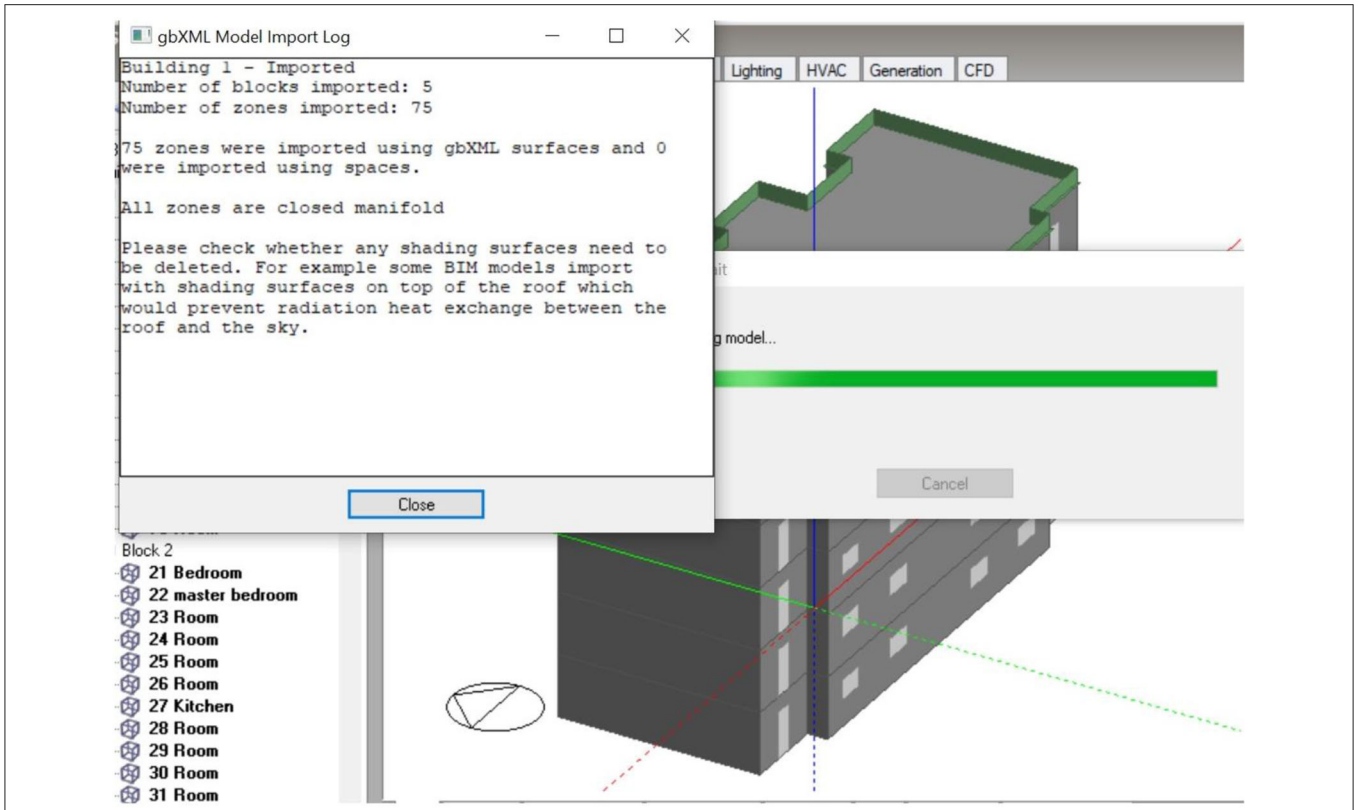 gbXML Model Import Log
Building 1 - Imported
Number of blocks imported: 5
Number of zones imported: 75
75 zones were imported using gbXML surfaces and 0
were imported using spaces.
All zones are closed manifold
Please check whether any shading surfaces need to
be deleted. For example some BIM models import
with shading surfaces on top of the roof which
would prevent radiation heat exchange between the
roof and the sky.
Close
Lighting HVAC Generation CFD
model...
Cancel
Block 2
21 Bedroom
22 master bedroom
23 Room
24 Room
25 Room
26 Room
27 Kitchen
28 Room
29 Room
30 Room
31 Room